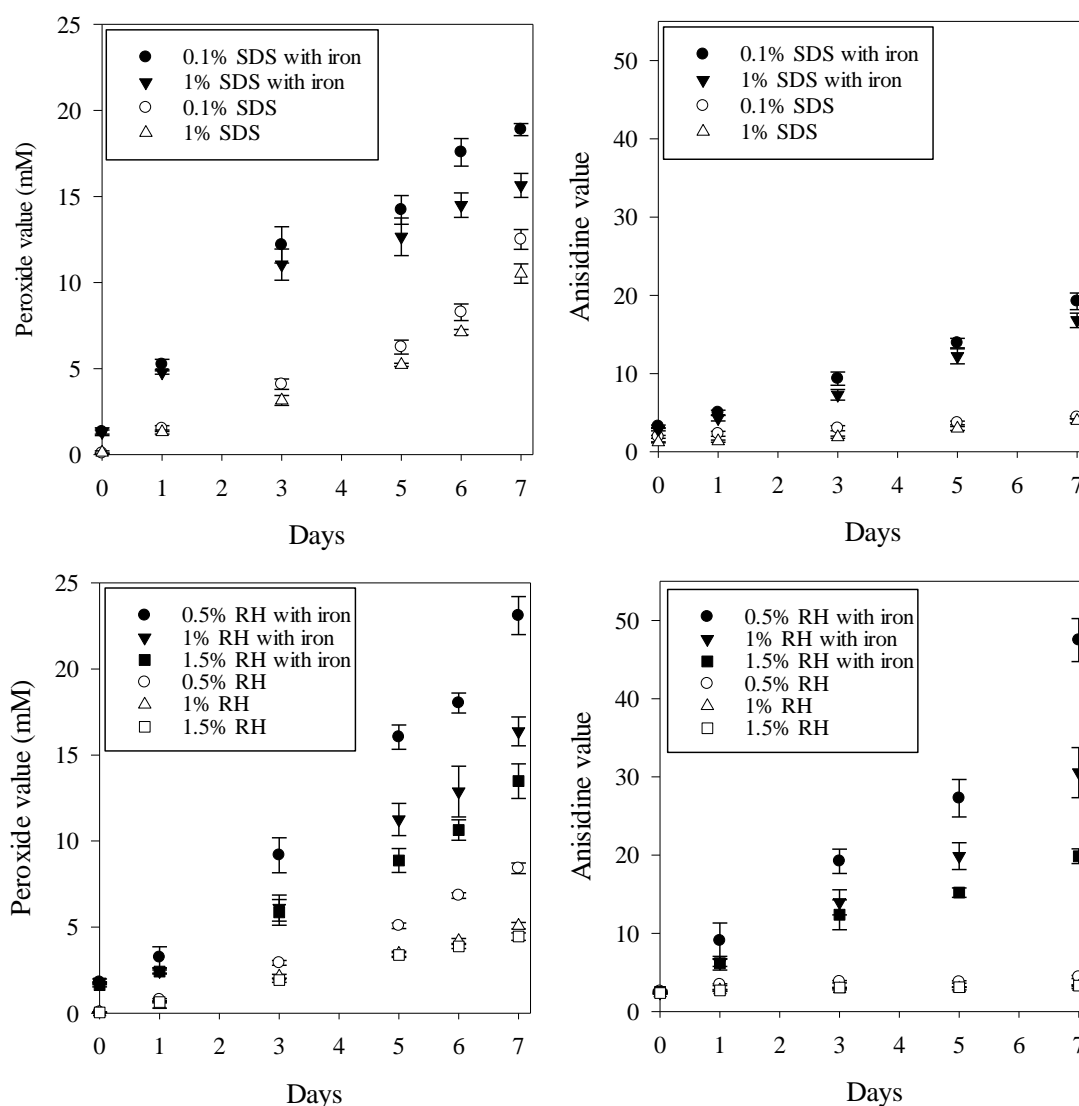 25
20
15
10
5
0
Peroxide value (mM)
0.1% SDS with iron
1% SDS with iron
0.1% SDS
1% SDS
0 1 2 3 4 5 6 7
Days
50
40
30
20
10
0
Anisidine value
0.1% SDS with iron
1% SDS with iron
0.1% SDS
1% SDS
0 1 2 3 4 5 6 7
Days
25
20
15
10
5
0
Peroxide value (mM)
0.5% RH with iron
1% RH with iron
1.5% RH with iron
0.5% RH
1% RH
1.5% RH
0 1 2 3 4 5 6 7
Days
50
40
30
20
10
0
Anisidine value
0.5% RH with iron
1% RH with iron
1.5% RH with iron
0.5% RH
1% RH
1.5% RH
0 1 2 3 4 5 6 7
Days